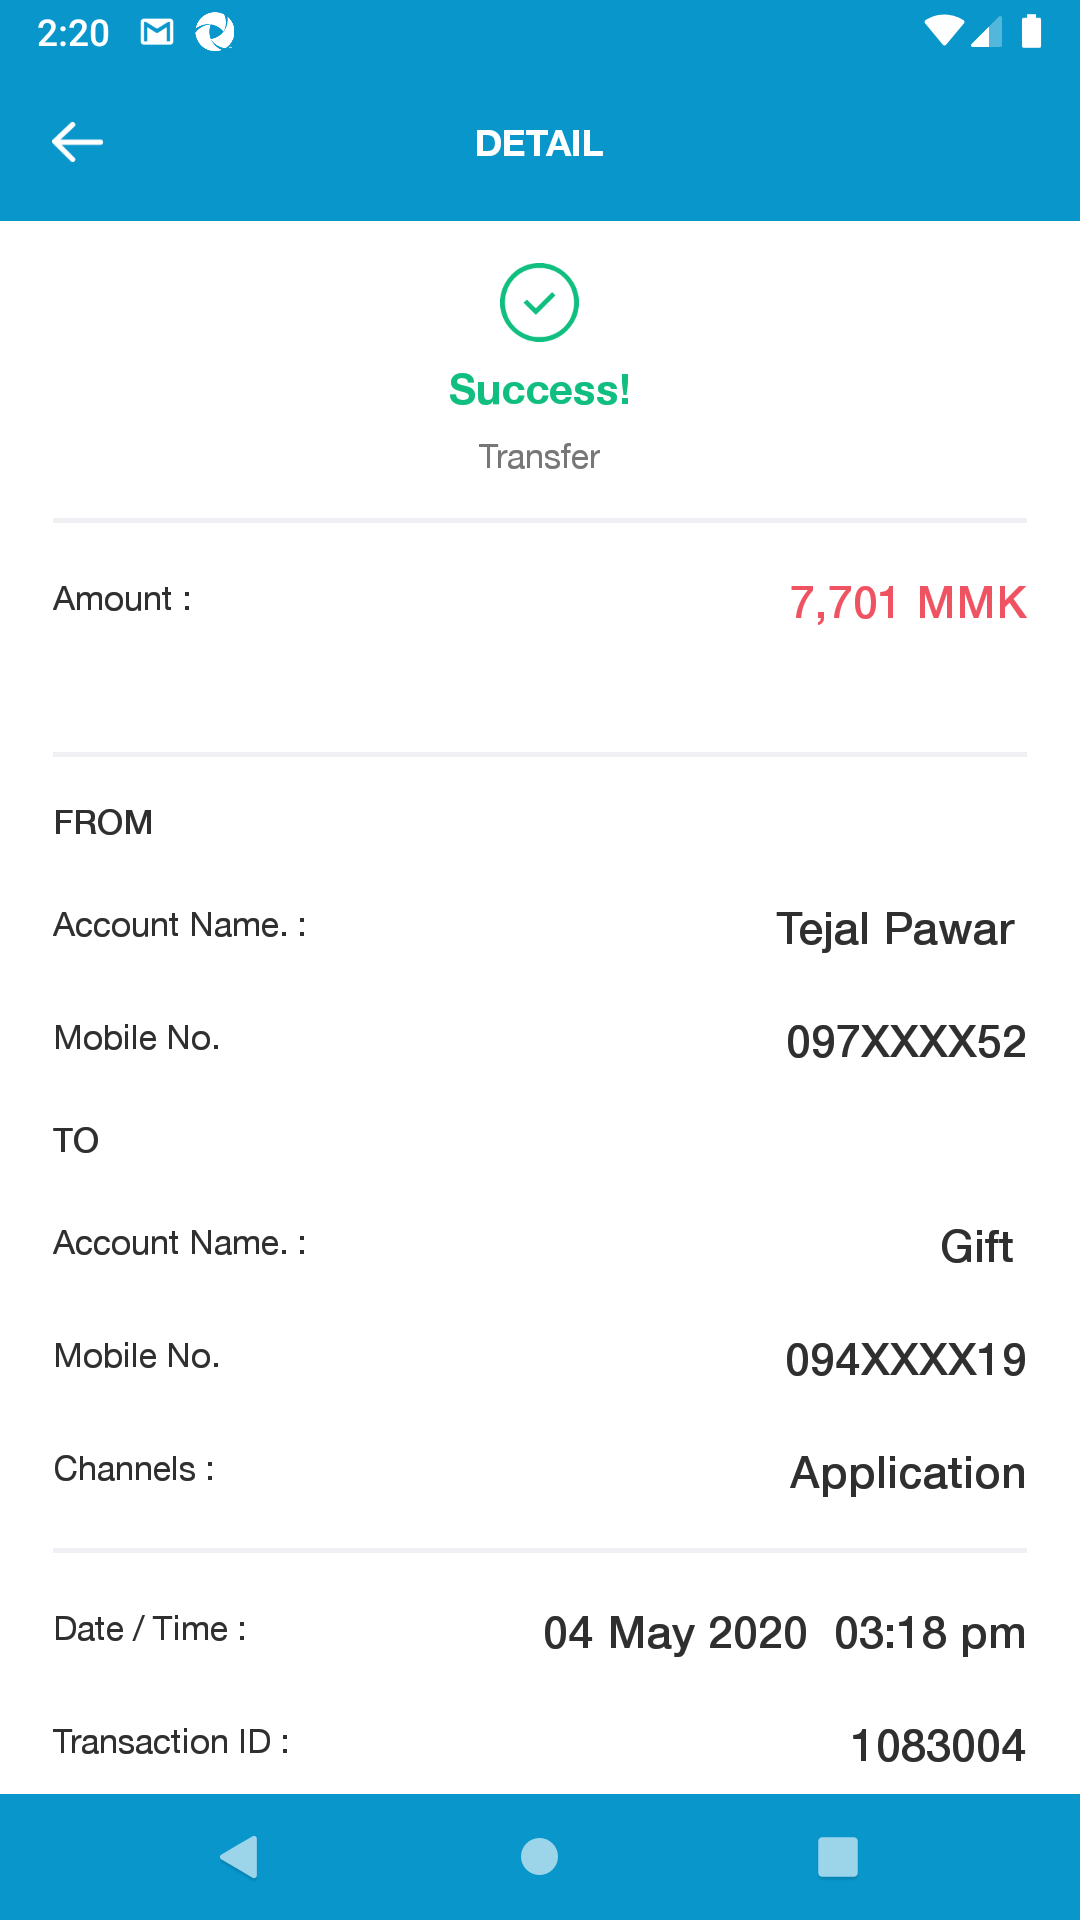 2:20
DETAIL
Success!
Transfer
Amount : 7,701 MMK
FROM
Account Name. : Tejal Pawar
Mobile No. 097XXXX52
TO
Account Name. : Gift
Mobile No. 094XXXX19
Channels : Application
Date / Time : 04 May 2020 03:18 pm
Transaction ID : 1083004